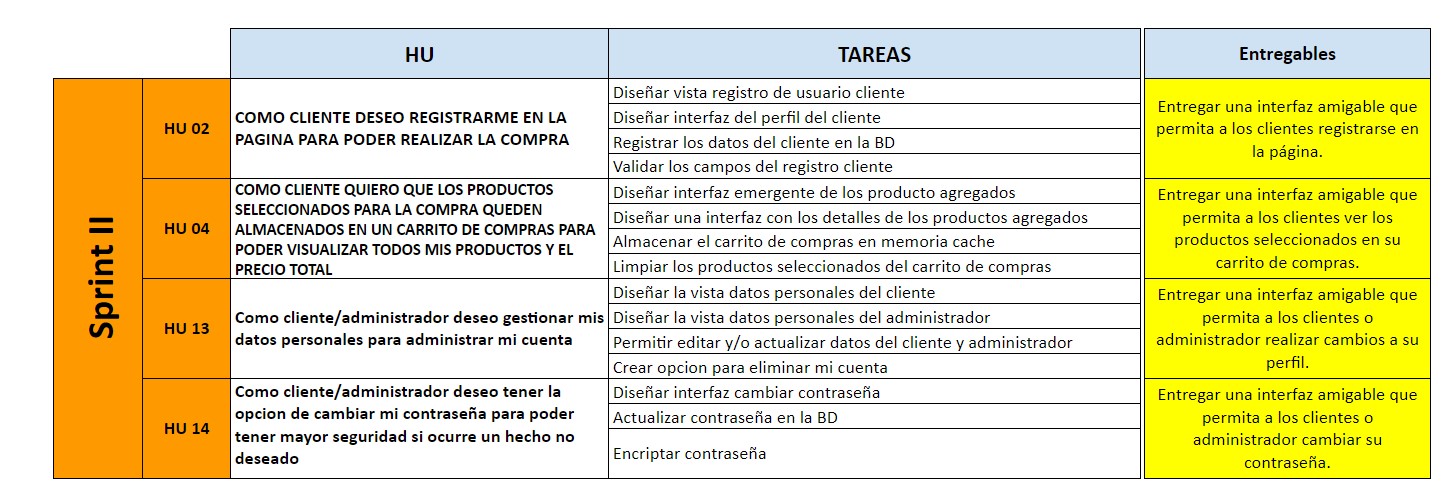 HU
TAREAS
Entregables
Sprint II
HU 02
COMO CLIENTE DESEO REGISTRARME EN LA
PAGINA PARA PODER REALIZAR LA COMPRA
Diseñar vista registro de usuario cliente
Diseñar interfaz del perfil del cliente
Registrar los datos del cliente en la BD
Validar los campos del registro cliente
Entregar una interfaz amigable que
permita a los clientes registrarse en
la página.
HU 04
COMO CLIENTE QUIERO QUE LOS PRODUCTOS
SELECCIONADOS PARA LA COMPRA QUEDEN
ALMACENADOS EN UN CARRITO DE COMPRAS PARA
PODER VISUALIZAR TODOS MIS PRODUCTOS Y EL
PRECIO TOTAL
Diseñar interfaz emergente de los producto agregados
Diseñar una interfaz con los detalles de los productos agregados
Almacenar el carrito de compras en memoria cache
Limpiar los productos seleccionados del carrito de compras
Entregar una interfaz amigable que
permita a los clientes ver los
productos seleccionados en su
carrito de compras.
HU 13
Como cliente/administrador deseo gestionar mis
datos personales para administrar mi cuenta
Diseñar la vista datos personales del cliente
Diseñar la vista datos personales del administrador
Permitir editar y/o actualizar datos del cliente y administrador
Crear opcion para eliminar mi cuenta
Entregar una interfaz amigable que
permita a los clientes o
administrador realizar cambios a su
perfil.
HU 14
Como cliente/administrador deseo tener la
opcion de cambiar mi contraseña para poder
tener mayor seguridad si ocurre un hecho no
deseado
Diseñar interfaz cambiar contraseña
Actualizar contraseña en la BD
Encriptar contraseña
Entregar una interfaz amigable que
permita a los clientes o
administrador cambiar su
contraseña.